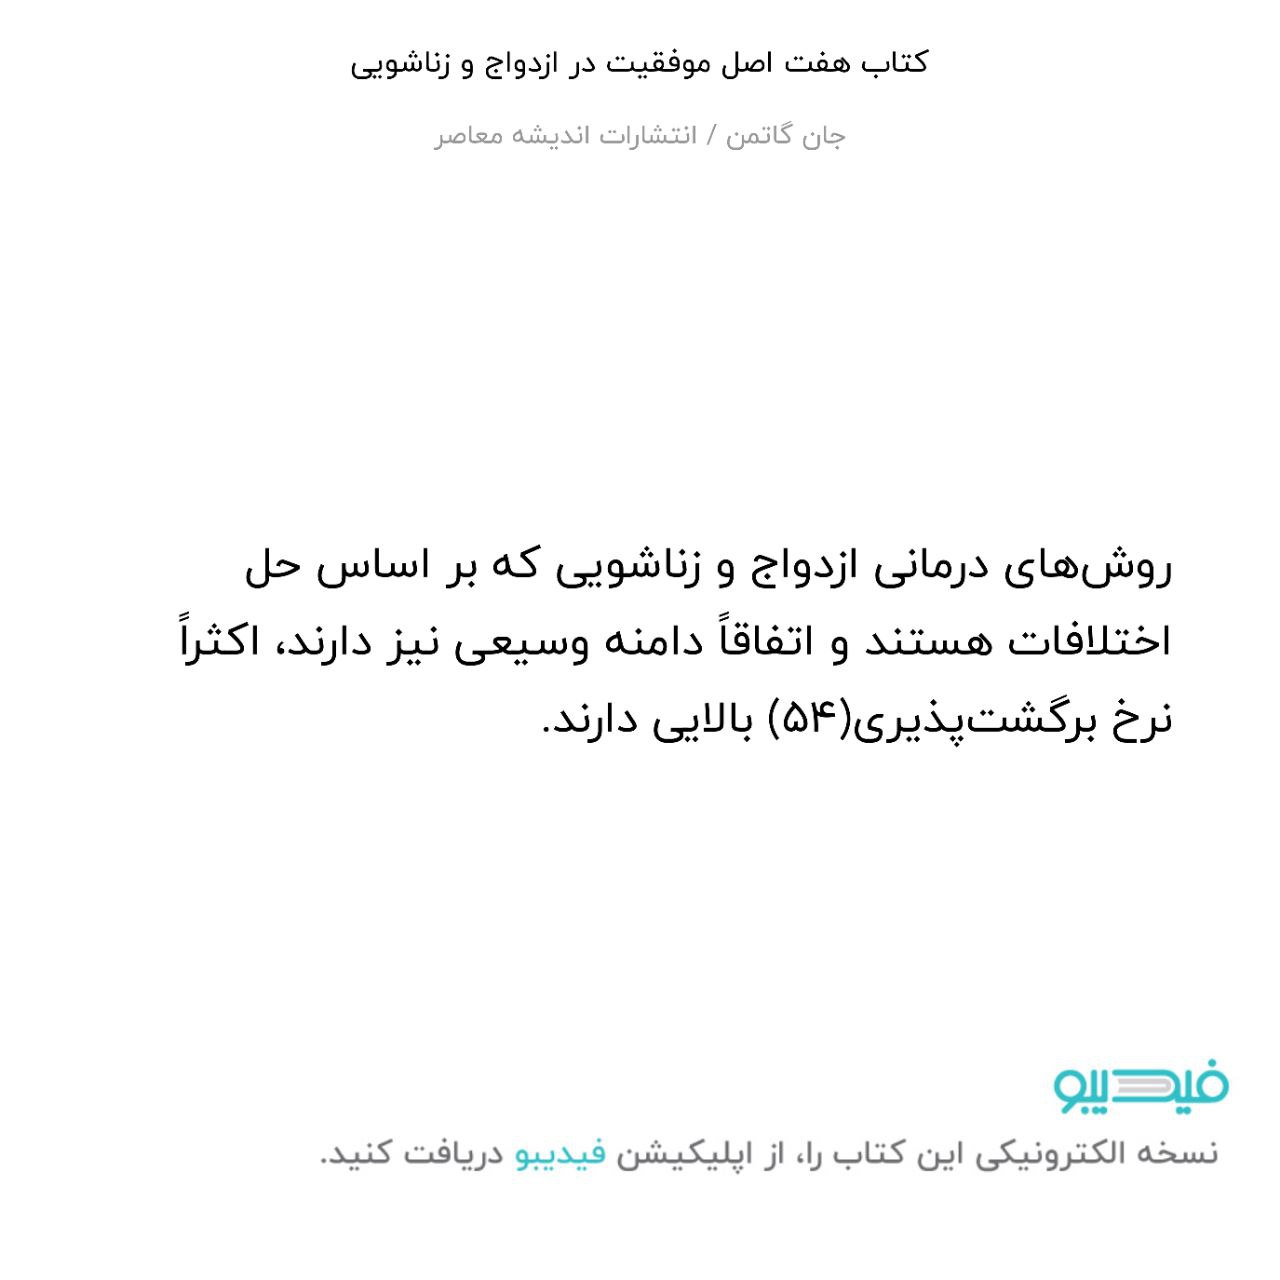 کتاب هفت اصل موفقیت در ازدواج و زناشویی
جان گاتمن / انتشارات اندیشه معاصر
روش‌های درمانی ازدواج و زناشویی که بر اساس حل
اختلافات هستند و اتفاقاً دامنه وسیعی نیز دارند، اکثراً
نرخ برگشت‌پذیری(۵۴) بالایی دارند.
فیدیبو
نسخه الکترونیکی این کتاب را، از اپلیکیشن فیدیبو دریافت کنید.